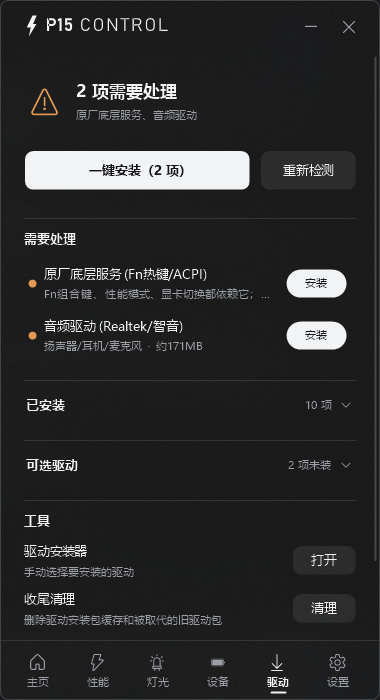 P15 CONTROL
2 项需要处理
原厂底层服务、音频驱动
一键安装（2 项）
重新检测
需要处理
原厂底层服务 (Fn热键/ACPI)
Fn组合键、性能模式、显卡切换都依赖它；...
安装
音频驱动 (Realtek/智音)
扬声器/耳机/麦克风 · 约171MB
安装
已安装
10 项
可选驱动
2 项未装
工具
驱动安装器
手动选择要安装的驱动
打开
收尾清理
删除驱动安装包缓存和被取代的旧驱动包
清理
主页
性能
灯光
设备
驱动
设置